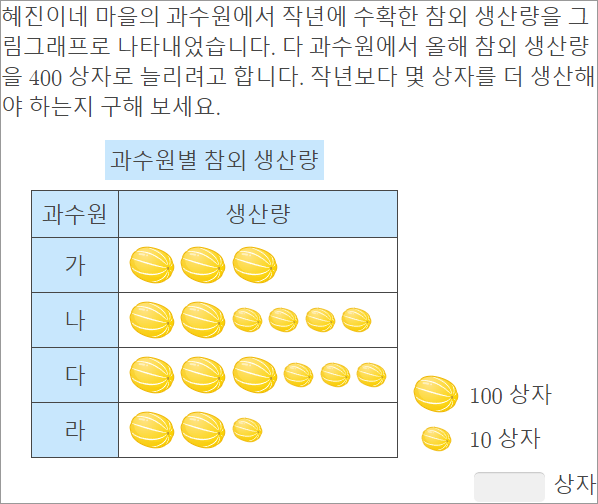 혜진이네 마을의 과수원에서 작년에 수확한 참외 생산량을 그
림그래프로 나타내었습니다. 다 과수원에서 올해 참외 생산량
을 400 상자로 늘리려고 합니다. 작년보다 몇 상자를 더 생산해
야 하는지 구해 보세요.
과수원별 참외 생산량
과수원 생산량
가
나
다
라
100 상자
10 상자
상자